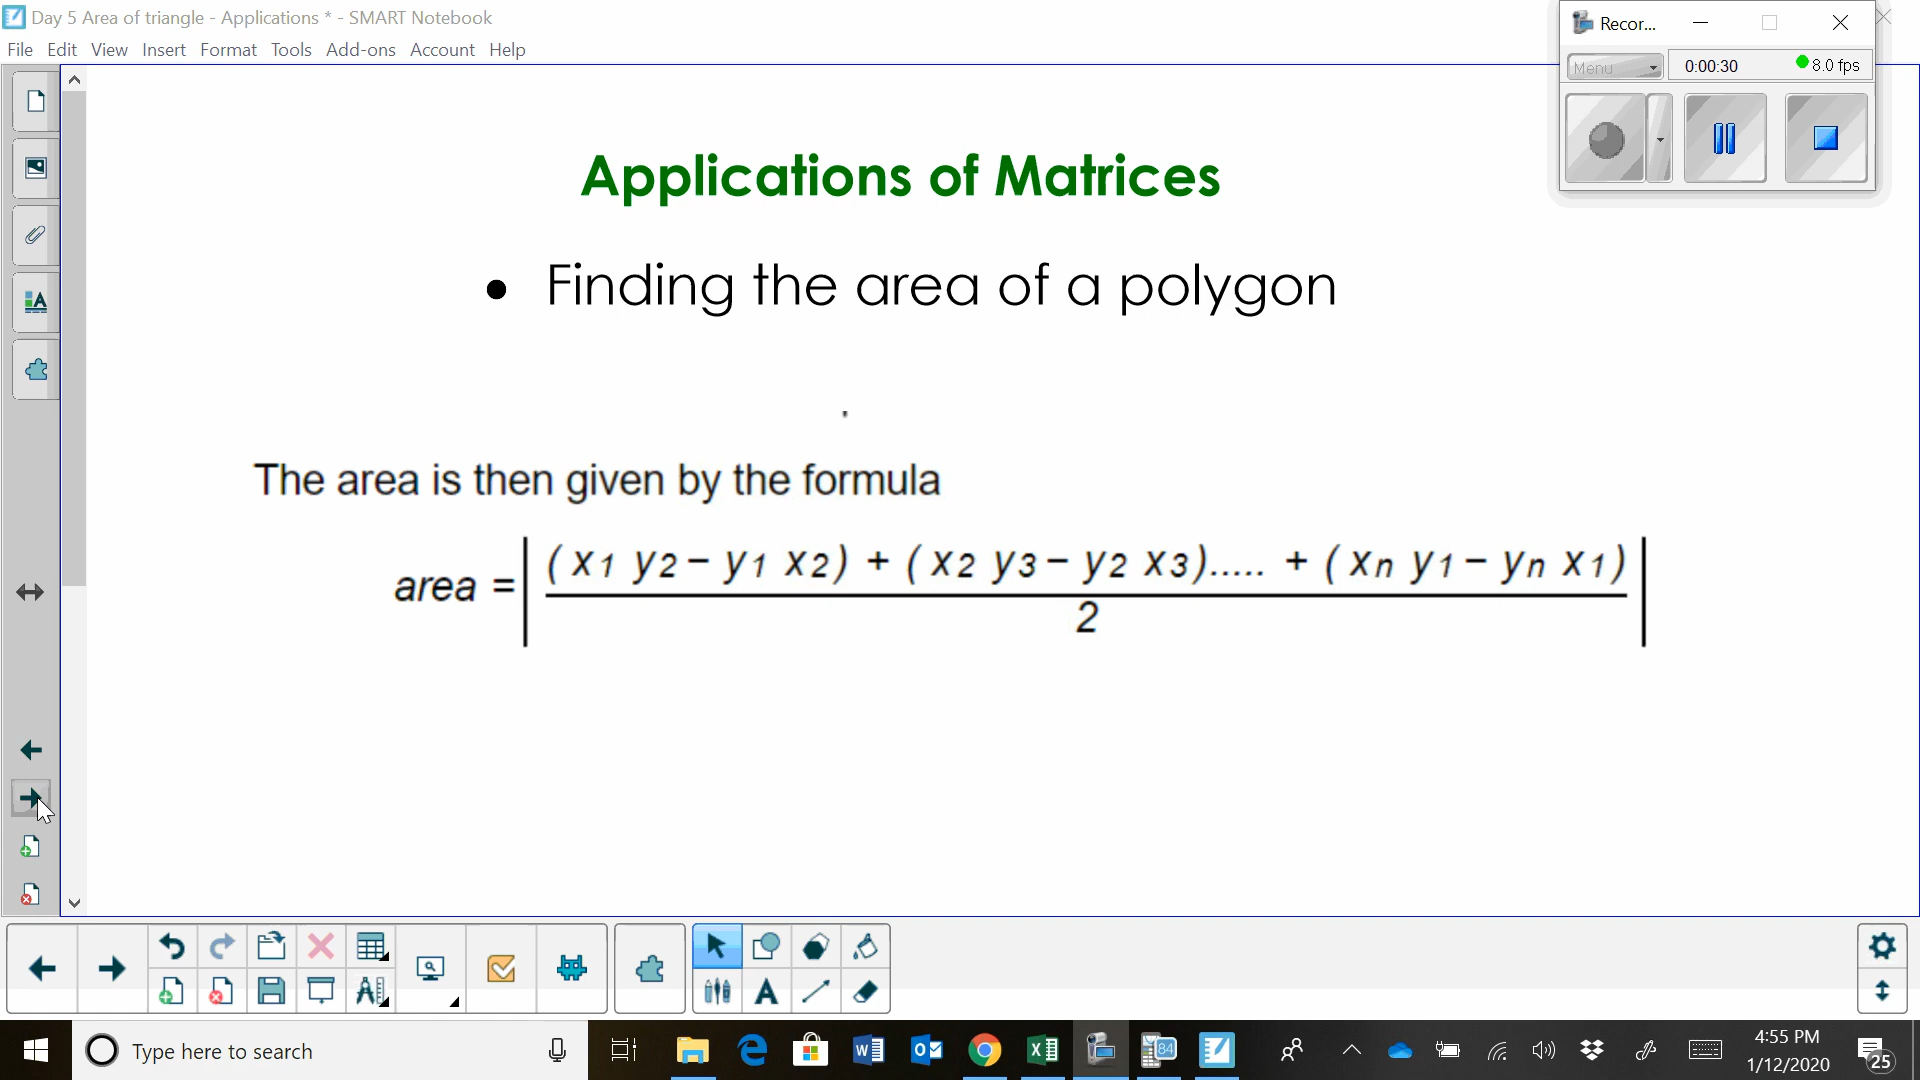 Day 5 Area of triangle - Applications * - SMART Notebook
File Edit View Insert Format Tools Add-ons Account Help
Recor...
Menu 0:00:30 8.0 fps
Applications of Matrices
• Finding the area of a polygon
The area is then given by the formula
area = | (x1 y2 – y1 x2) + (x2 y3 – y2 x3)..... + (xn y1 – yn x1) |
2
Type here to search
84
4:55 PM
1/12/2020
25